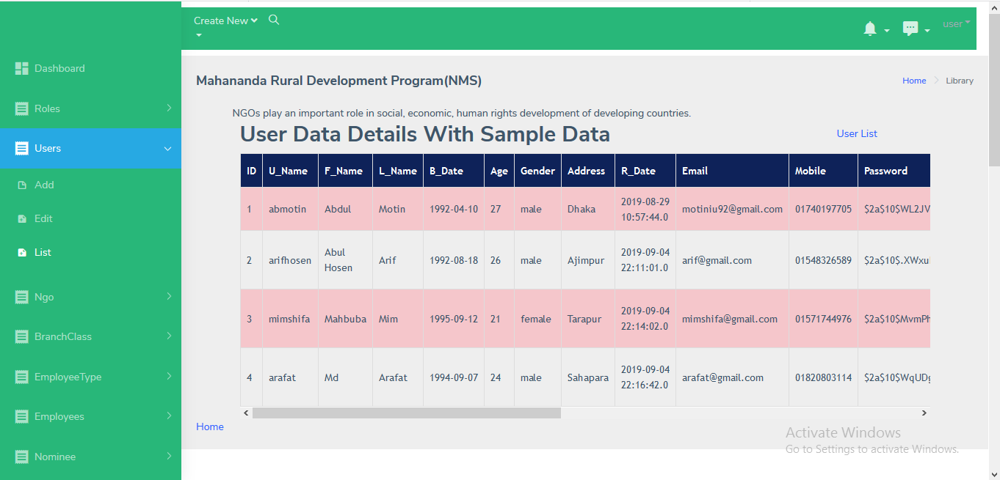 Create New
user
Dashboard
Roles
Users
Add
Edit
List
Ngo
BranchClass
EmployeeType
Employees
Nominee
Mahananda Rural Development Program(NMS)
Home Library
NGOs play an important role in social, economic, human rights development of developing countries.
User Data Details With Sample Data
User List
ID U_Name F_Name L_Name B_Date Age Gender Address R_Date Email Mobile Password
1 abmotin Abdul Motin 1992-04-10 27 male Dhaka 2019-08-29 10:57:44.0 motiniu92@gmail.com 01740197705 $2a$10$WL2JV
2 arifhosen Abul Hosen Arif 1992-08-18 26 male Ajimpur 2019-09-04 22:11:01.0 arif@gmail.com 01548326589 $2a$10$.XWxu
3 mimshifa Mahbuba Mim 1995-09-12 21 female Tarapur 2019-09-04 22:14:02.0 mimshifa@gmail.com 01571744976 $2a$10$MvmPh
4 arafat Md Arafat 1994-09-07 24 male Sahapara 2019-09-04 22:16:42.0 arafat@gmail.com 01820803114 $2a$10$WqUDg
Home
Activate Windows
Go to Settings to activate Windows.